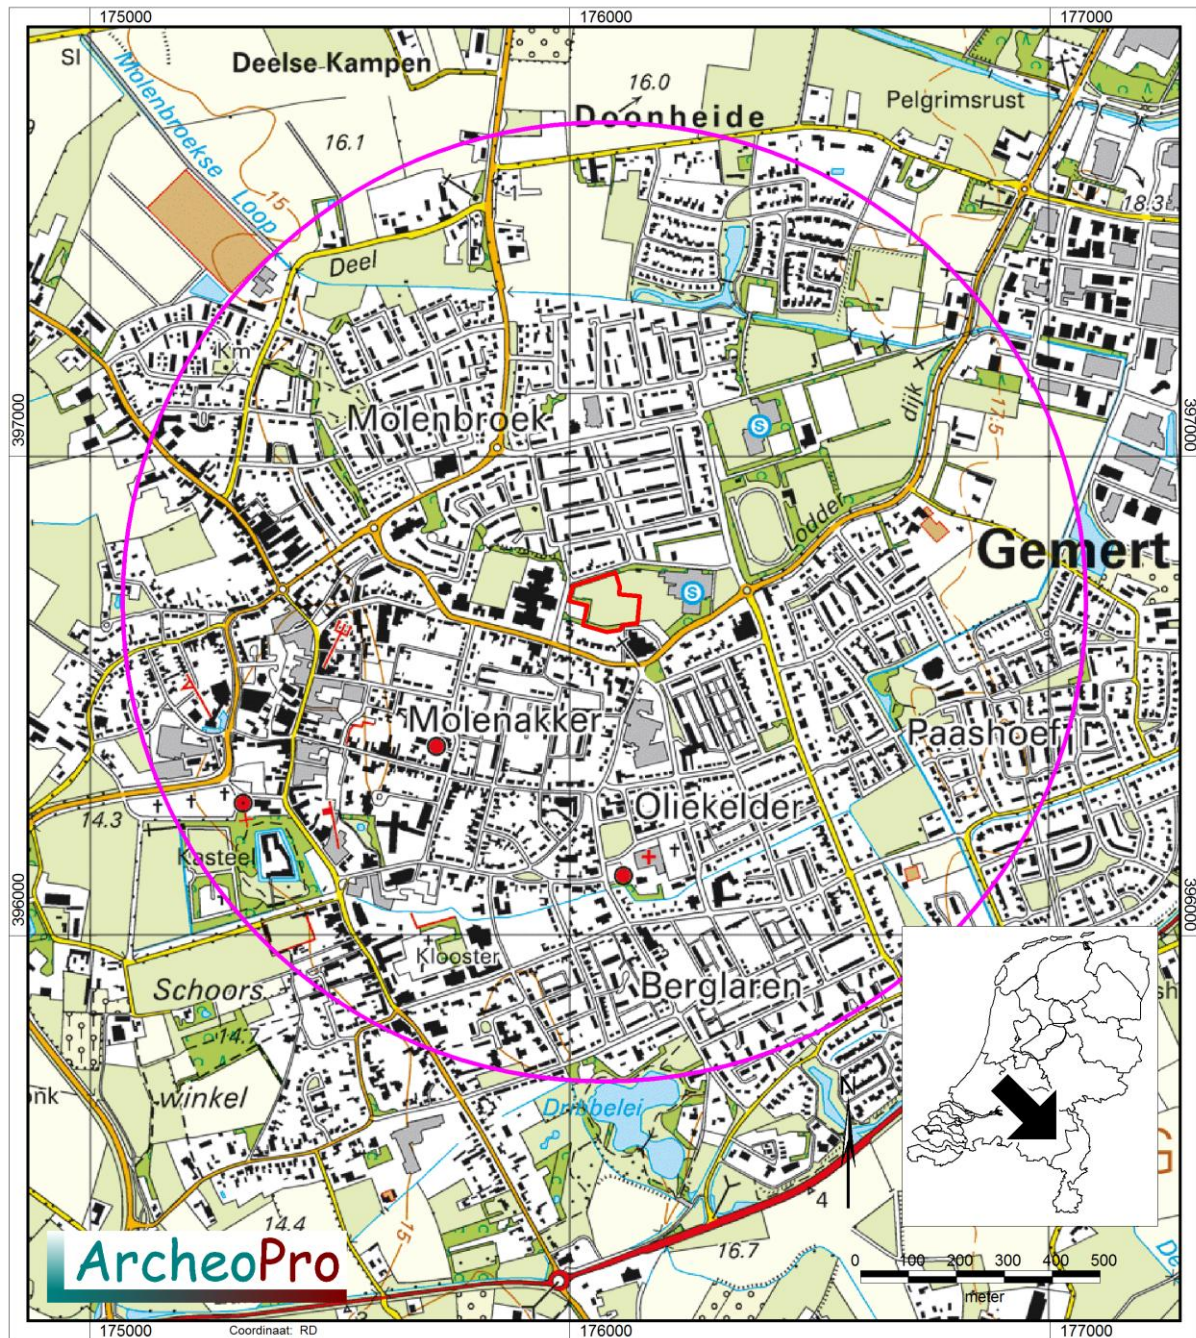 175000
176000
177000
Sl
Deelse Kampen
16.0
Doonheide
Pelgrimsrust
Molenbroekse Loop
16.1
15
18.3
Deel
Km
Molenbroek
dijk
17.5
397000
397000
Loddel
Gemert
Molenakker
Paashoef
Oliekelder
14.3
Kasteel
396000
396000
Klooster
Schoors
Berglaren
14.7
winkel
onk
Dribbelei
N
G
4
14.4
15
16.7
De
ArcheoPro
0 100 200 300 400 500
meter
175000
Coordinaat: RD
176000
177000